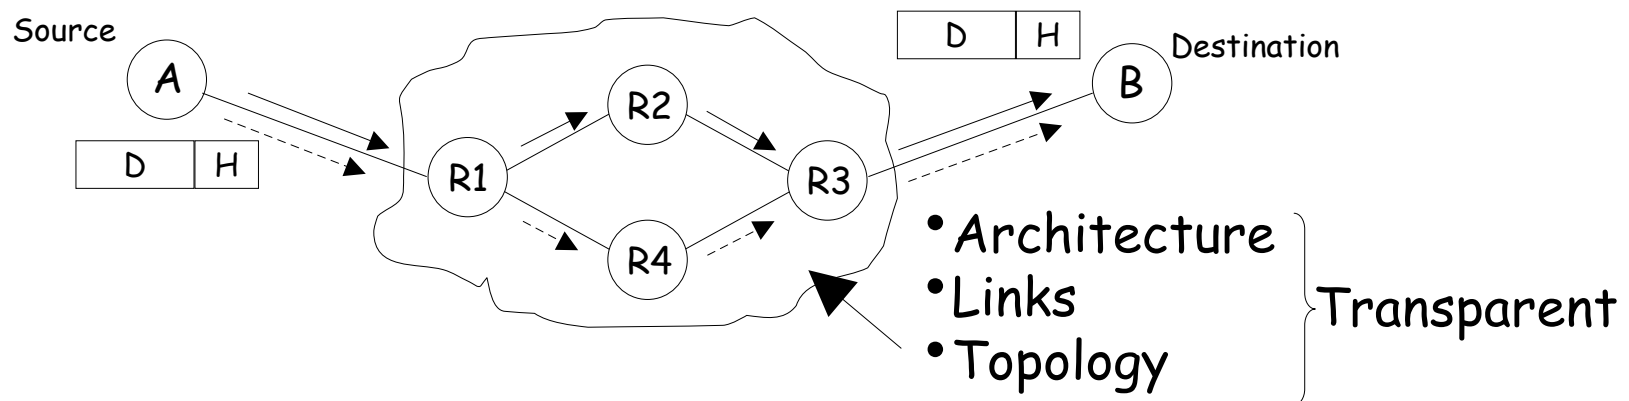 Source
A
D H
R1
R2
R4
R3
D H
B
Destination
•Architecture
•Links
•Topology
Transparent